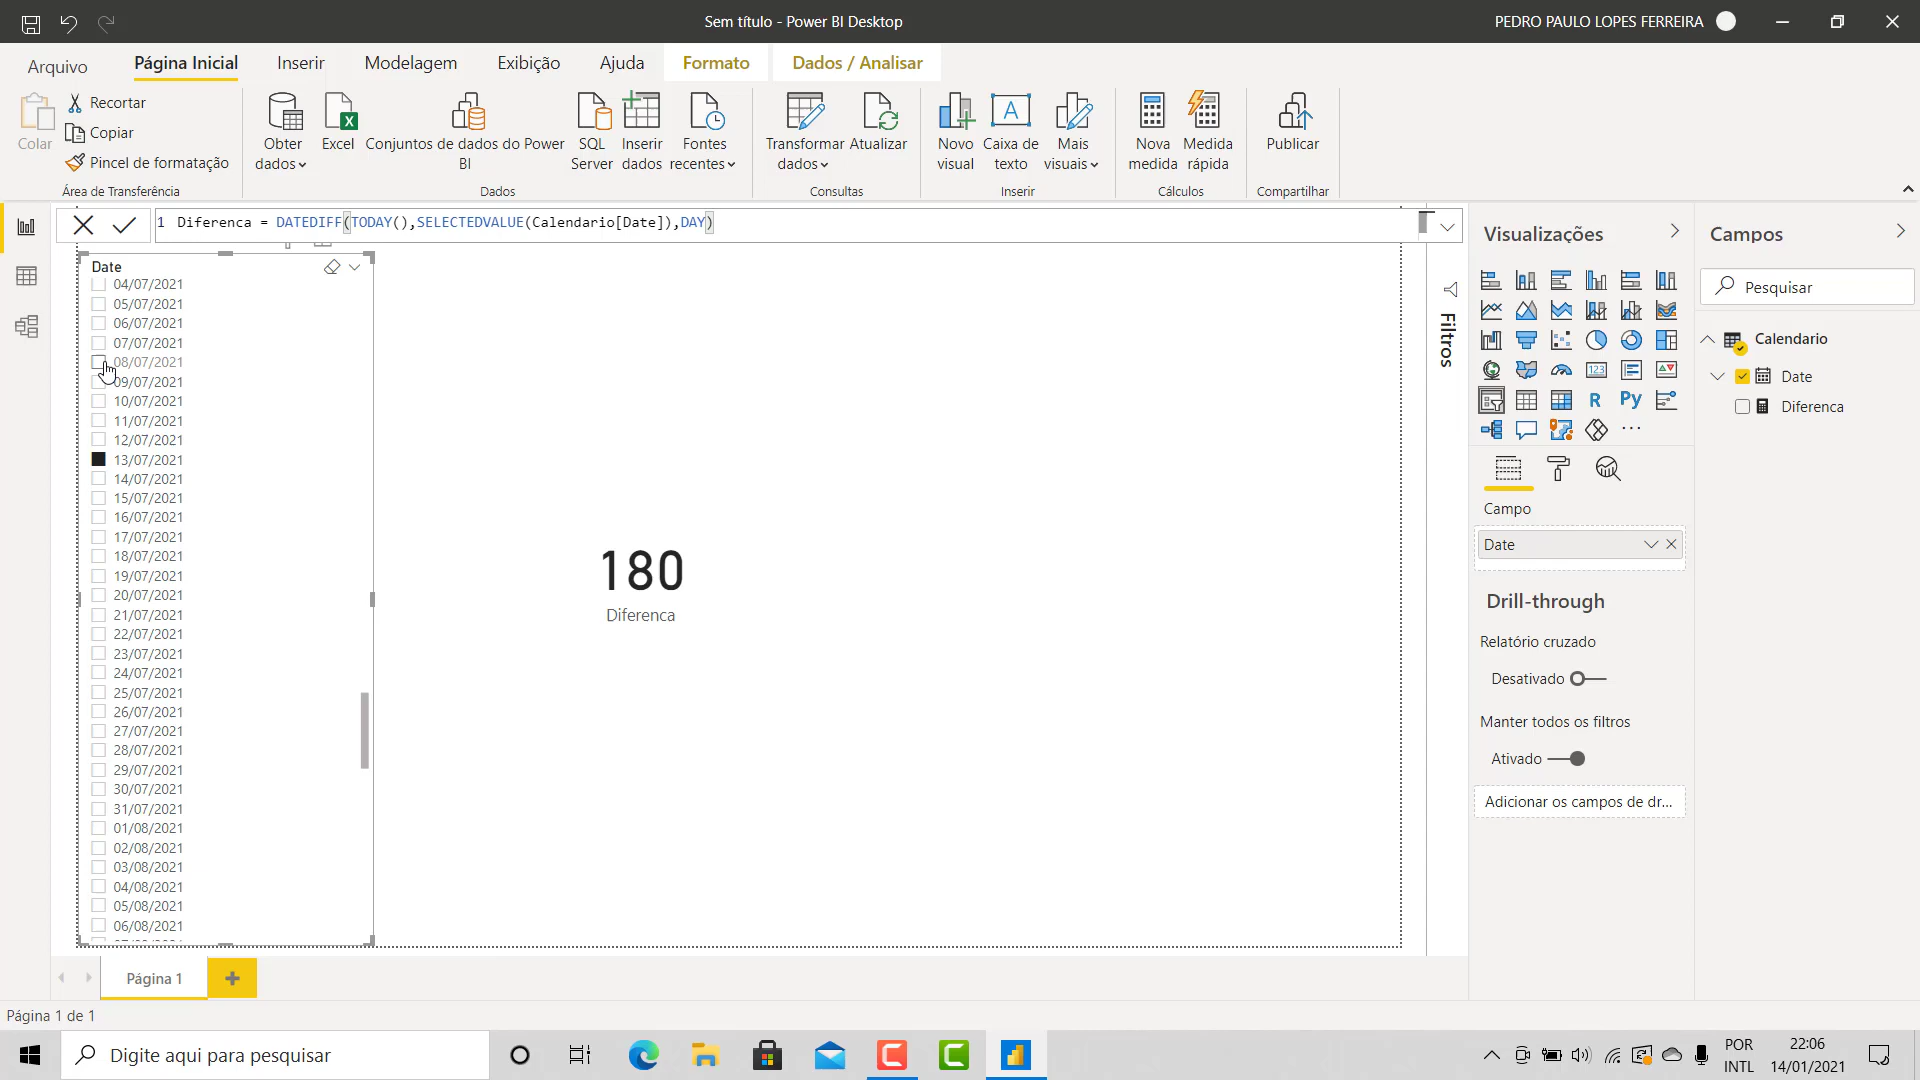 Sem título - Power BI Desktop
PEDRO PAULO LOPES FERREIRA
Arquivo
Página Inicial
Inserir
Modelagem
Exibição
Ajuda
Formato
Dados / Analisar
Colar
Recortar
Copiar
Pincel de formatação
Área de Transferência
Obter
dados
Excel
Conjuntos de dados do Power
BI
SQL
Server
Inserir
dados
Fontes
recentes
Dados
Transformar
dados
Atualizar
Consultas
Novo
visual
Caixa de
texto
Mais
visuais
Inserir
Nova
medida
Medida
rápida
Cálculos
Publicar
Compartilhar
1 Diferenca = DATEDIFF(TODAY(),SELECTEDVALUE(Calendario[Date]),DAY)
Date
04/07/2021
05/07/2021
06/07/2021
07/07/2021
08/07/2021
09/07/2021
10/07/2021
11/07/2021
12/07/2021
13/07/2021
14/07/2021
15/07/2021
16/07/2021
17/07/2021
18/07/2021
19/07/2021
20/07/2021
21/07/2021
22/07/2021
23/07/2021
24/07/2021
25/07/2021
26/07/2021
27/07/2021
28/07/2021
29/07/2021
30/07/2021
31/07/2021
01/08/2021
02/08/2021
03/08/2021
04/08/2021
05/08/2021
06/08/2021
180
Diferenca
Filtros
Visualizações
123
R
Py
Campo
Date
Drill-through
Relatório cruzado
Desativado
Manter todos os filtros
Ativado
Adicionar os campos de dr...
Campos
Pesquisar
Calendario
Date
Diferenca
Página 1
Página 1 de 1
Digite aqui para pesquisar
POR
INTL
22:06
14/01/2021